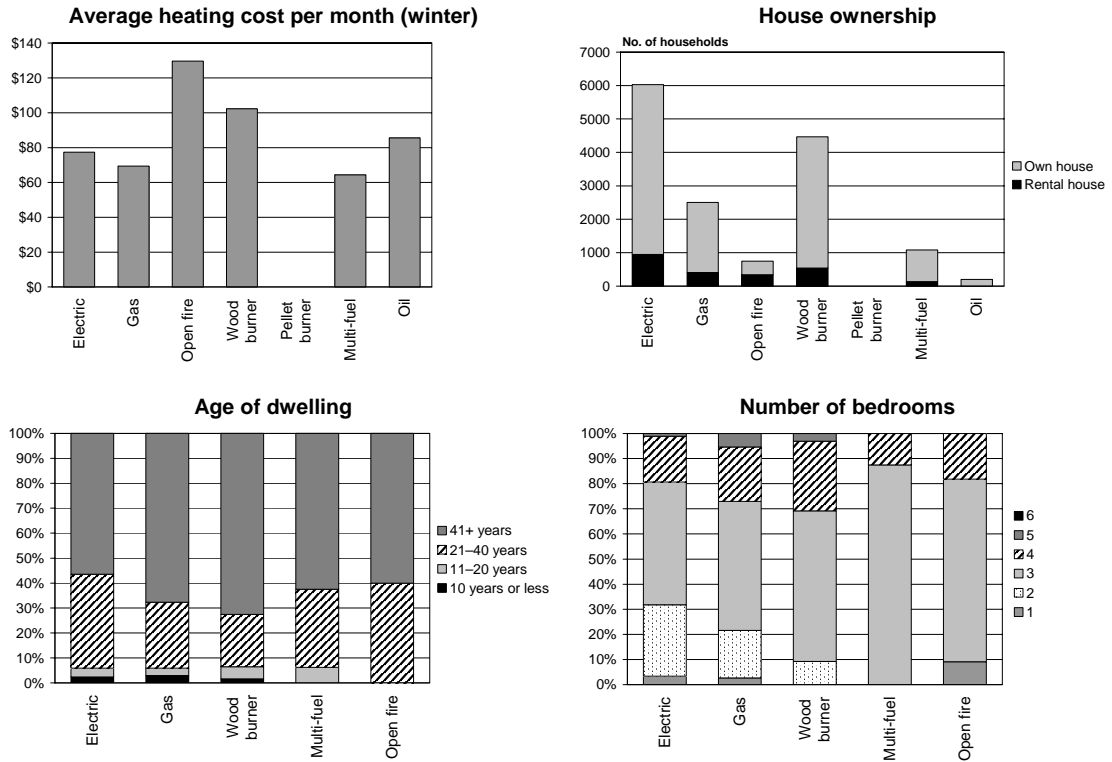 Average heating cost per month (winter)
$140
$120
$100
$80
$60
$40
$20
$0
Electric
Gas
Open fire
Wood
burner
Pellet
burner
Multi-fuel
Oil
House ownership
No. of households
7000
6000
5000
4000
3000
2000
1000
0
Own house
Rental house
Electric
Gas
Open fire
Wood
burner
Pellet
burner
Multi-fuel
Oil
Age of dwelling
100%
90%
80%
70%
60%
50%
40%
30%
20%
10%
0%
41+ years
21–40 years
11–20 years
10 years or less
Electric
Gas
Wood
burner
Multi-fuel
Open fire
Number of bedrooms
100%
90%
80%
70%
60%
50%
40%
30%
20%
10%
0%
6
5
4
3
2
1
Electric
Gas
Wood
burner
Multi-fuel
Open fire